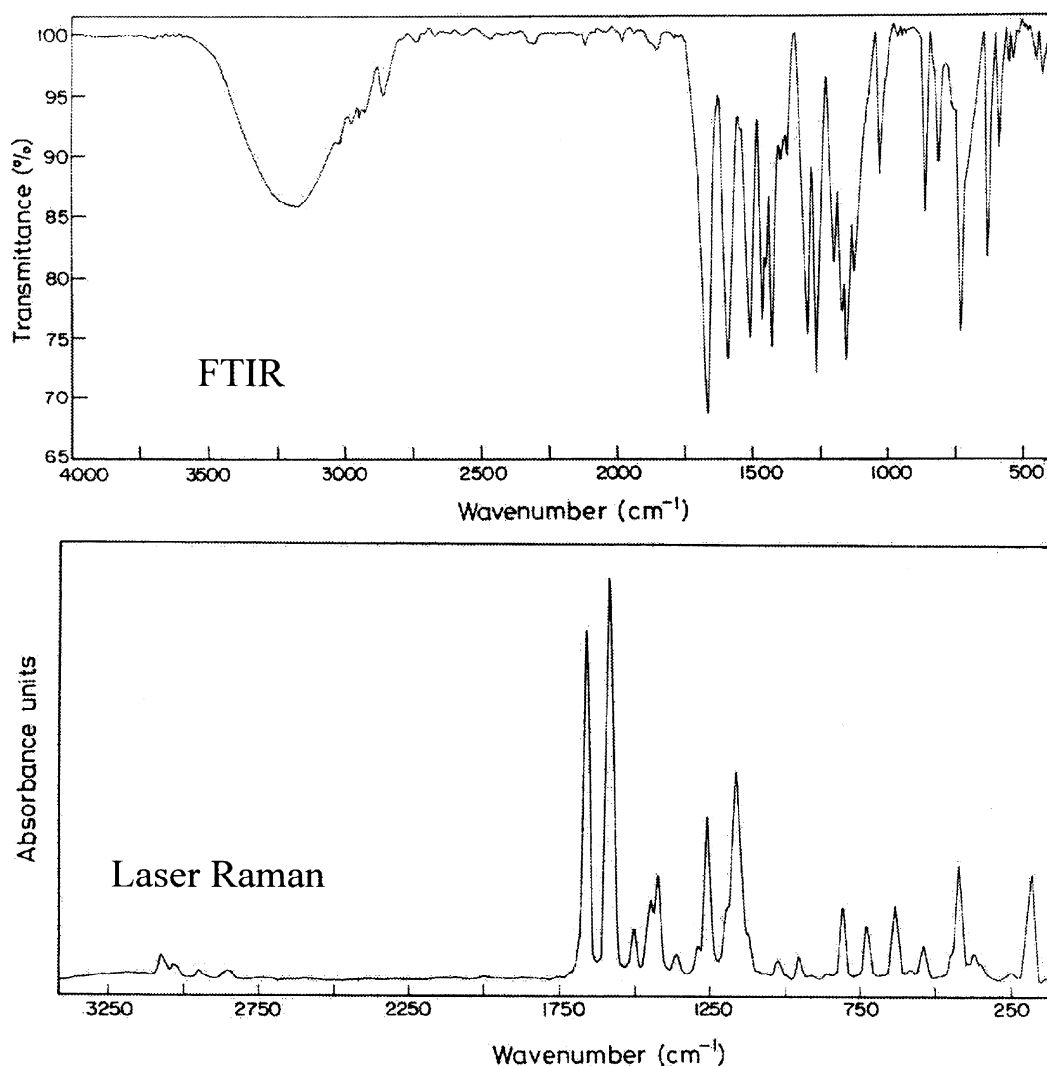 100
95
90
85
80
75
70
65
Transmittance (%)
FTIR
4000 3500 3000 2500 2000 1500 1000 500
Wavenumber (cm⁻¹)
Absorbance units
Laser Raman
3250 2750 2250 1750 1250 750 250
Wavenumber (cm⁻¹)